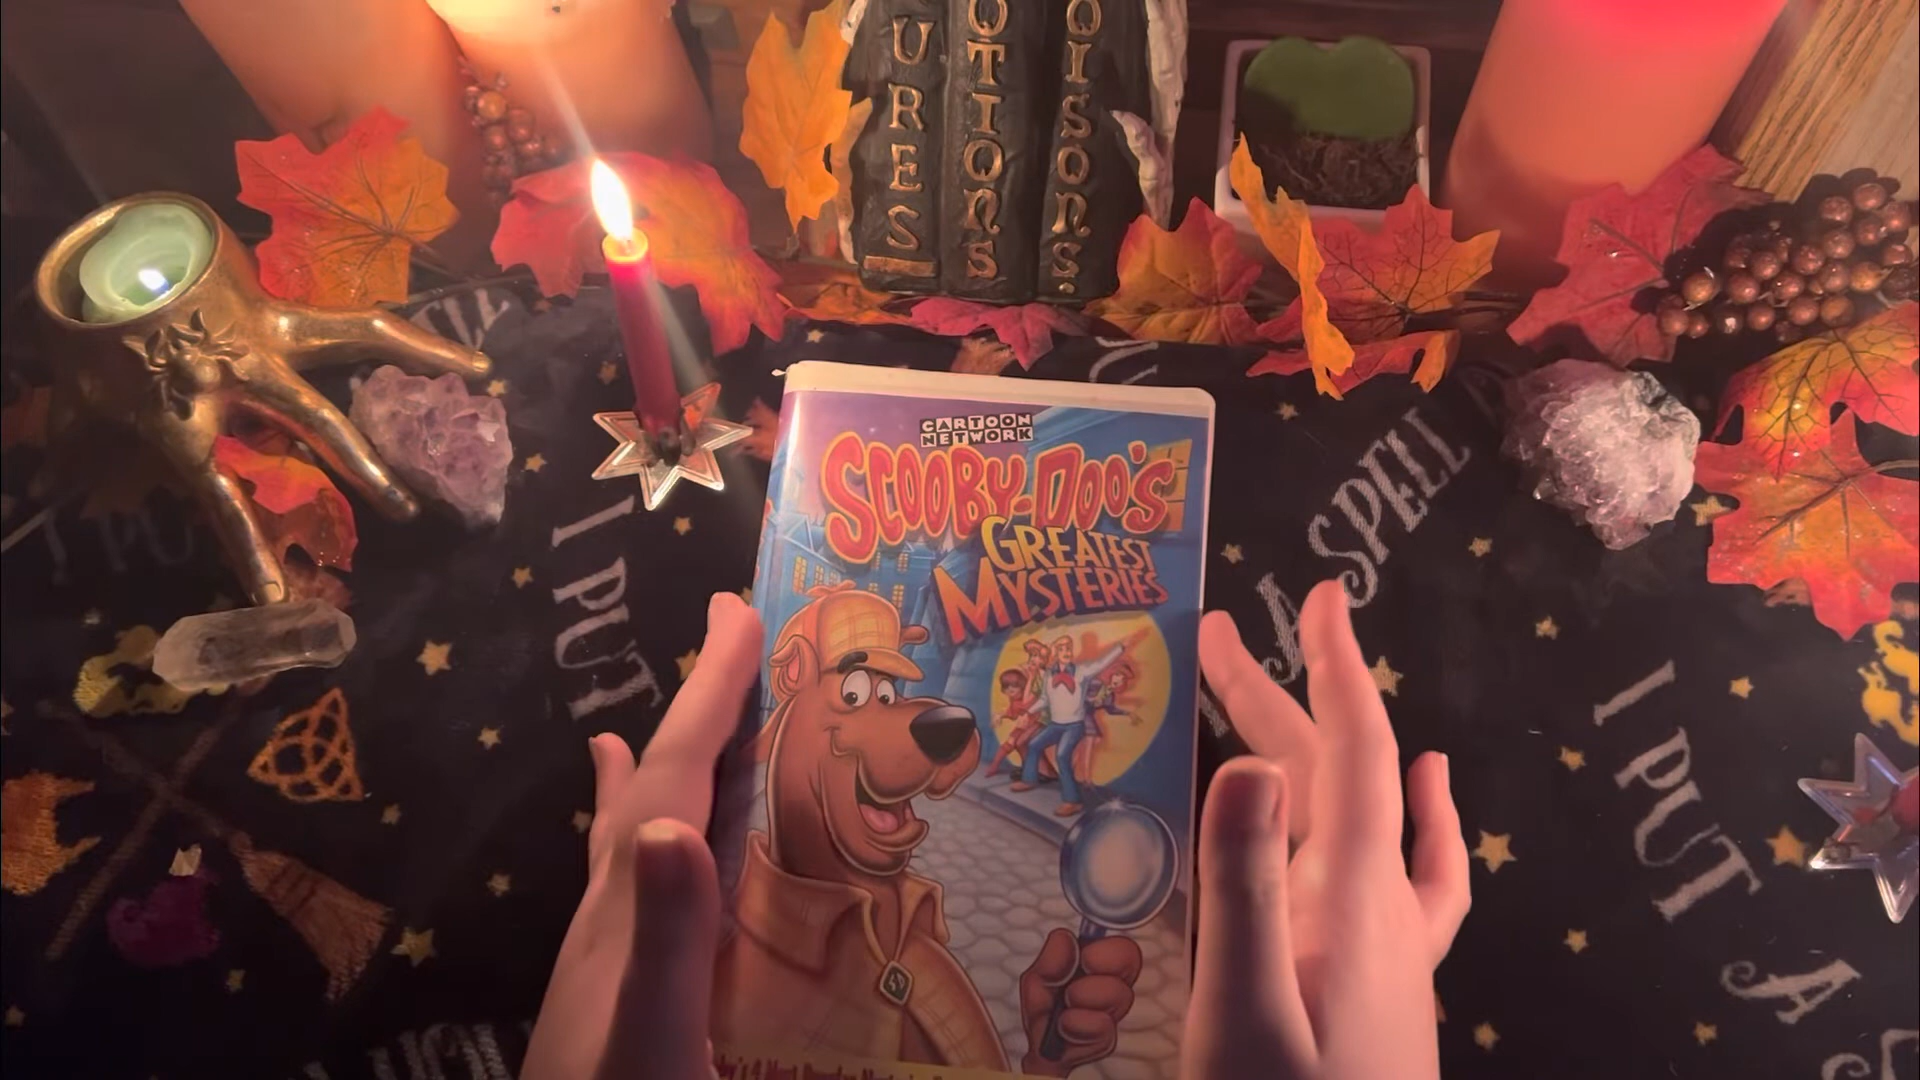 URES
OTIONS
OISONS.
CARTOON
NETWORK
SCOOBY-DOO'S
GREATEST
MYSTERIES
I PUT
A SPELL
I PUT
A
I PUT